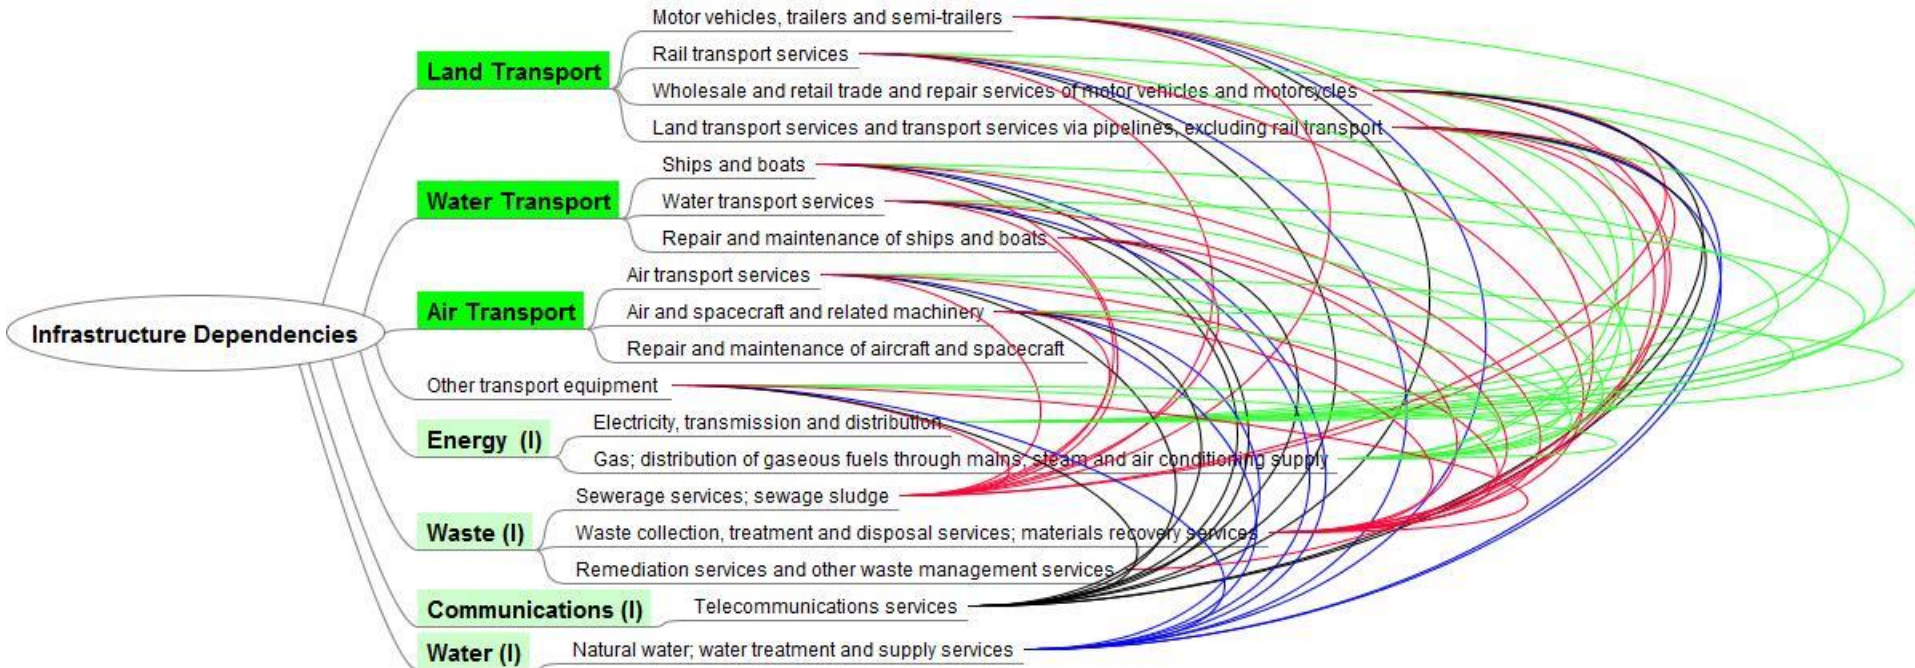 Motor vehicles, trailers and semi-trailers
Rail transport services
Land Transport
Wholesale and retail trade and repair services of motor vehicles and motorcycles
Land transport services and transport services via pipelines, excluding rail transport
Ships and boats
Water Transport
Water transport services
Repair and maintenance of ships and boats
Air transport services
Air Transport
Air and spacecraft and related machinery
Infrastructure Dependencies
Repair and maintenance of aircraft and spacecraft
Other transport equipment
Electricity, transmission and distribution
Energy (I)
Gas; distribution of gaseous fuels through mains; steam and air conditioning supply
Sewerage services; sewage sludge
Waste (I)
Waste collection, treatment and disposal services; materials recovery services
Remediation services and other waste management services
Communications (I)
Telecommunications services
Water (I)
Natural water; water treatment and supply services